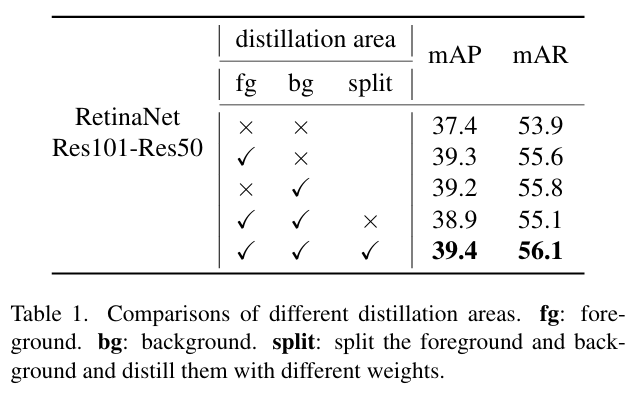 distillation area
mAP mAR
fg bg split
RetinaNet
Res101-Res50
× × 37.4 53.9
✓ × 39.3 55.6
× ✓ 39.2 55.8
✓ ✓ × 38.9 55.1
✓ ✓ ✓ 39.4 56.1
Table 1. Comparisons of different distillation areas. fg: fore-
ground. bg: background. split: split the foreground and back-
ground and distill them with different weights.